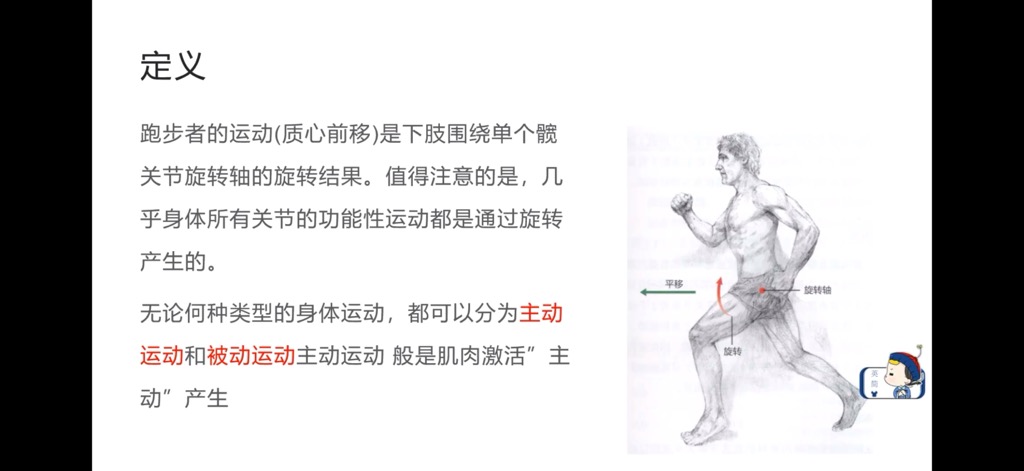 定义
跑步者的运动(质心前移)是下肢围绕单个髋
关节旋转轴的旋转结果。值得注意的是，几
乎身体所有关节的功能性运动都是通过旋转
产生的。
无论何种类型的身体运动，都可以分为主动
运动和被动运动主动运动 般是肌肉激活”主
动”产生
平移
旋转轴
旋转
英
简